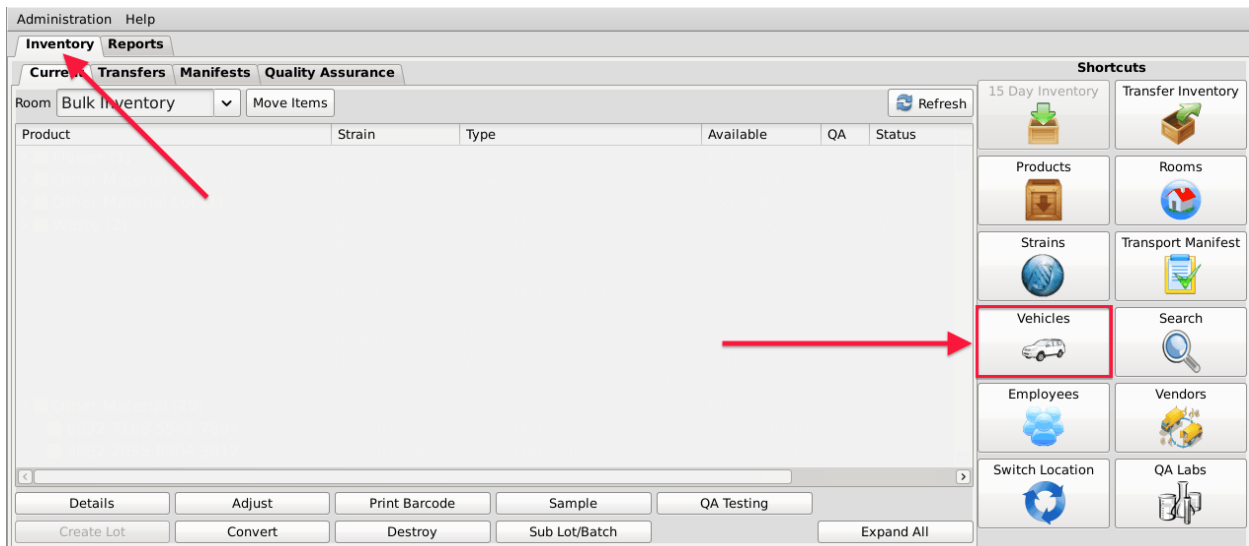 Administration Help
Inventory Reports
Current Transfers Manifests Quality Assurance
Room Bulk Inventory Move Items Refresh
Product Strain Type Available QA Status
Details Adjust Print Barcode Sample QA Testing
Create Lot Convert Destroy Sub Lot/Batch Expand All
Shortcuts
15 Day Inventory Transfer Inventory
Products Rooms
Strains Transport Manifest
Vehicles Search
Employees Vendors
Switch Location QA Labs